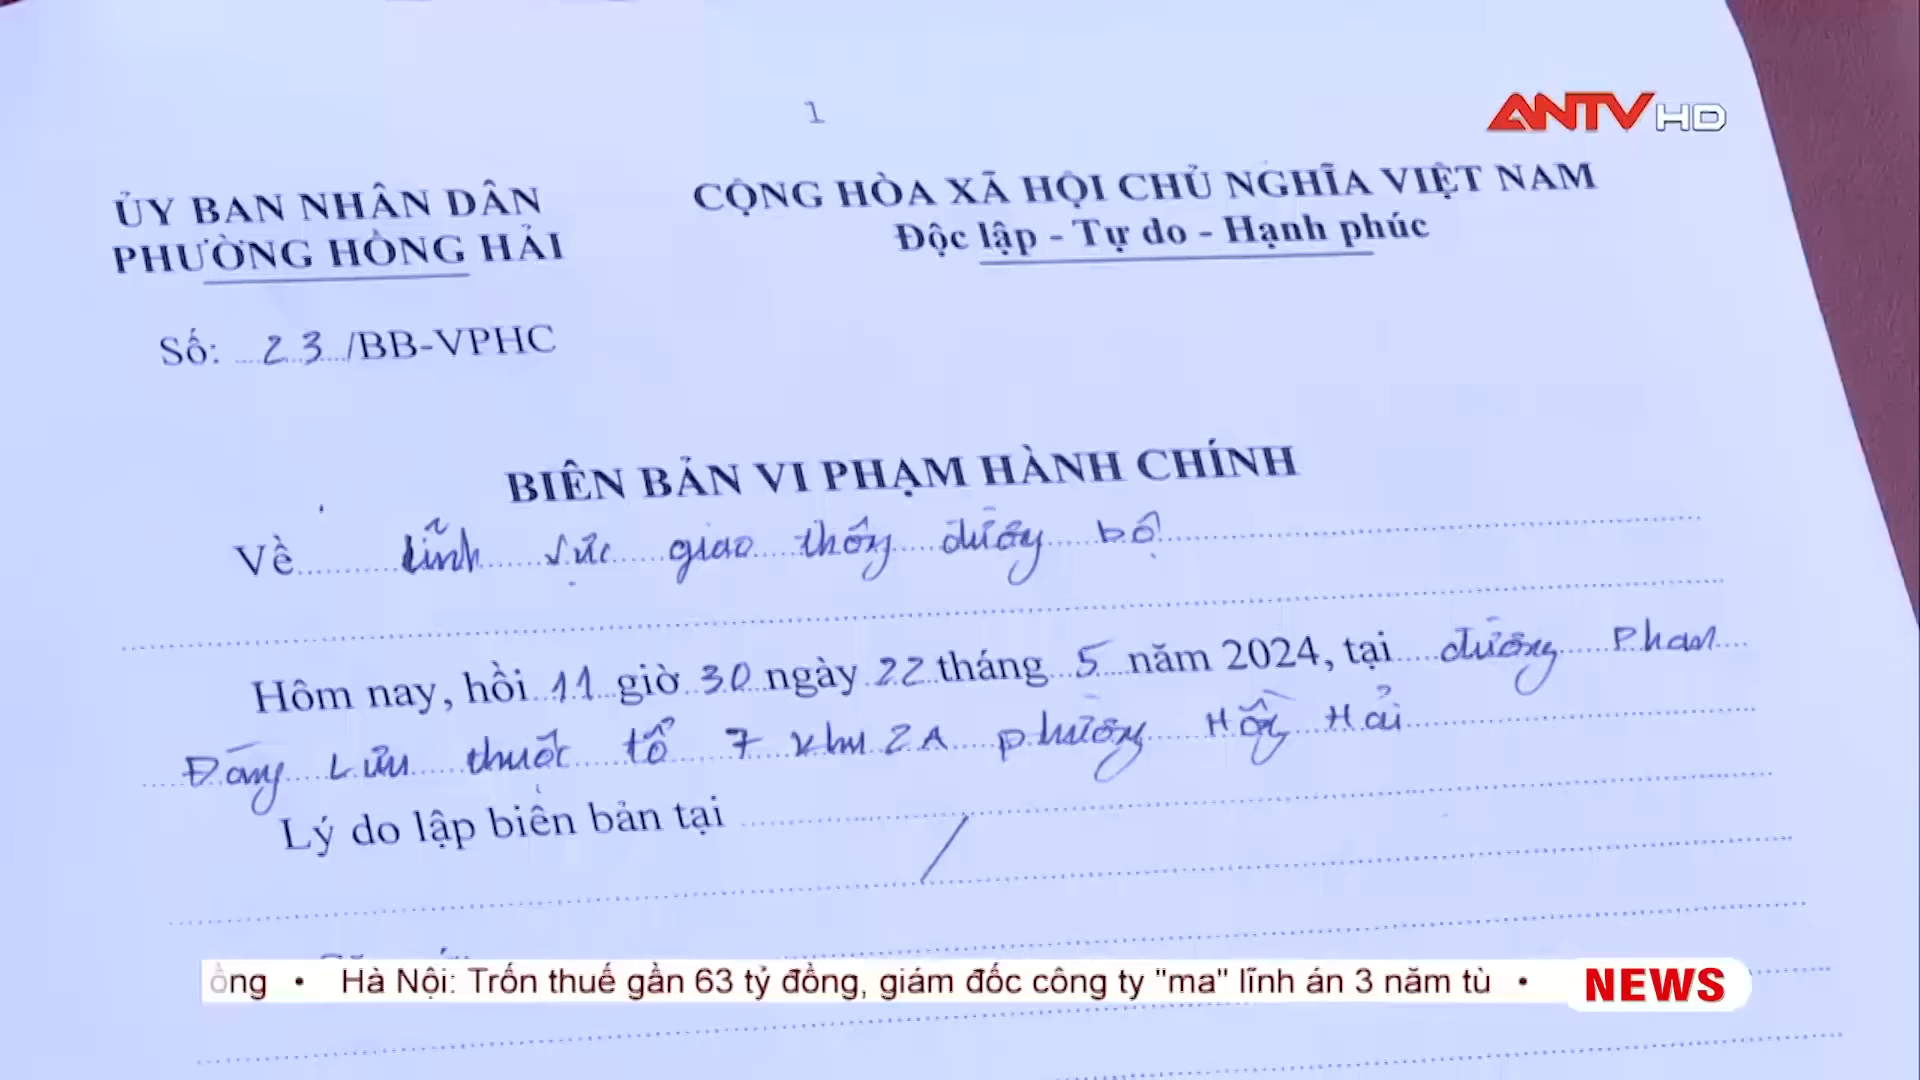 1
ANTV HD
ỦY BAN NHÂN DÂN
PHƯỜNG HỒNG HẢI
CỘNG HÒA XÃ HỘI CHỦ NGHĨA VIỆT NAM
Độc lập - Tự do - Hạnh phúc
Số: 23 /BB-VPHC
BIÊN BẢN VI PHẠM HÀNH CHÍNH
Về lĩnh vực giao thông đường bộ
Hôm nay, hồi 11 giờ 30 ngày 22 tháng 5 năm 2024, tại đường Phan
Đăng Lưu thuộc tổ 7 khu 2A phường Hồng Hải
Lý do lập biên bản tại
/
ồng • Hà Nội: Trốn thuế gần 63 tỷ đồng, giám đốc công ty "ma" lĩnh án 3 năm tù •
NEWS